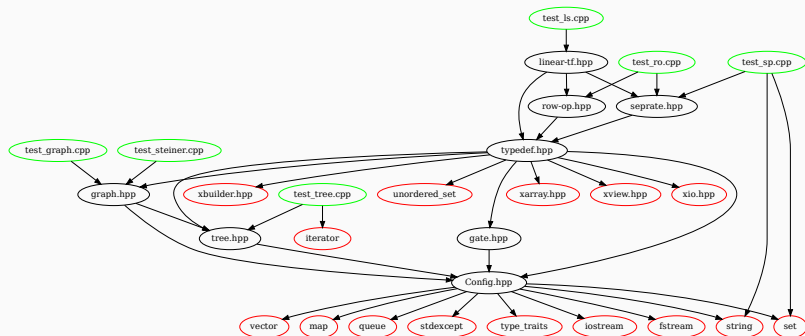 test_ls.cpp
linear-tf.hpp
test_ro.cpp
test_sp.cpp
row-op.hpp
seprate.hpp
test_graph.cpp
test_steiner.cpp
typedef.hpp
graph.hpp
xbuilder.hpp
test_tree.cpp
unordered_set
xarray.hpp
xview.hpp
xio.hpp
tree.hpp
iterator
gate.hpp
Config.hpp
vector
map
queue
stdexcept
type_traits
iostream
fstream
string
set